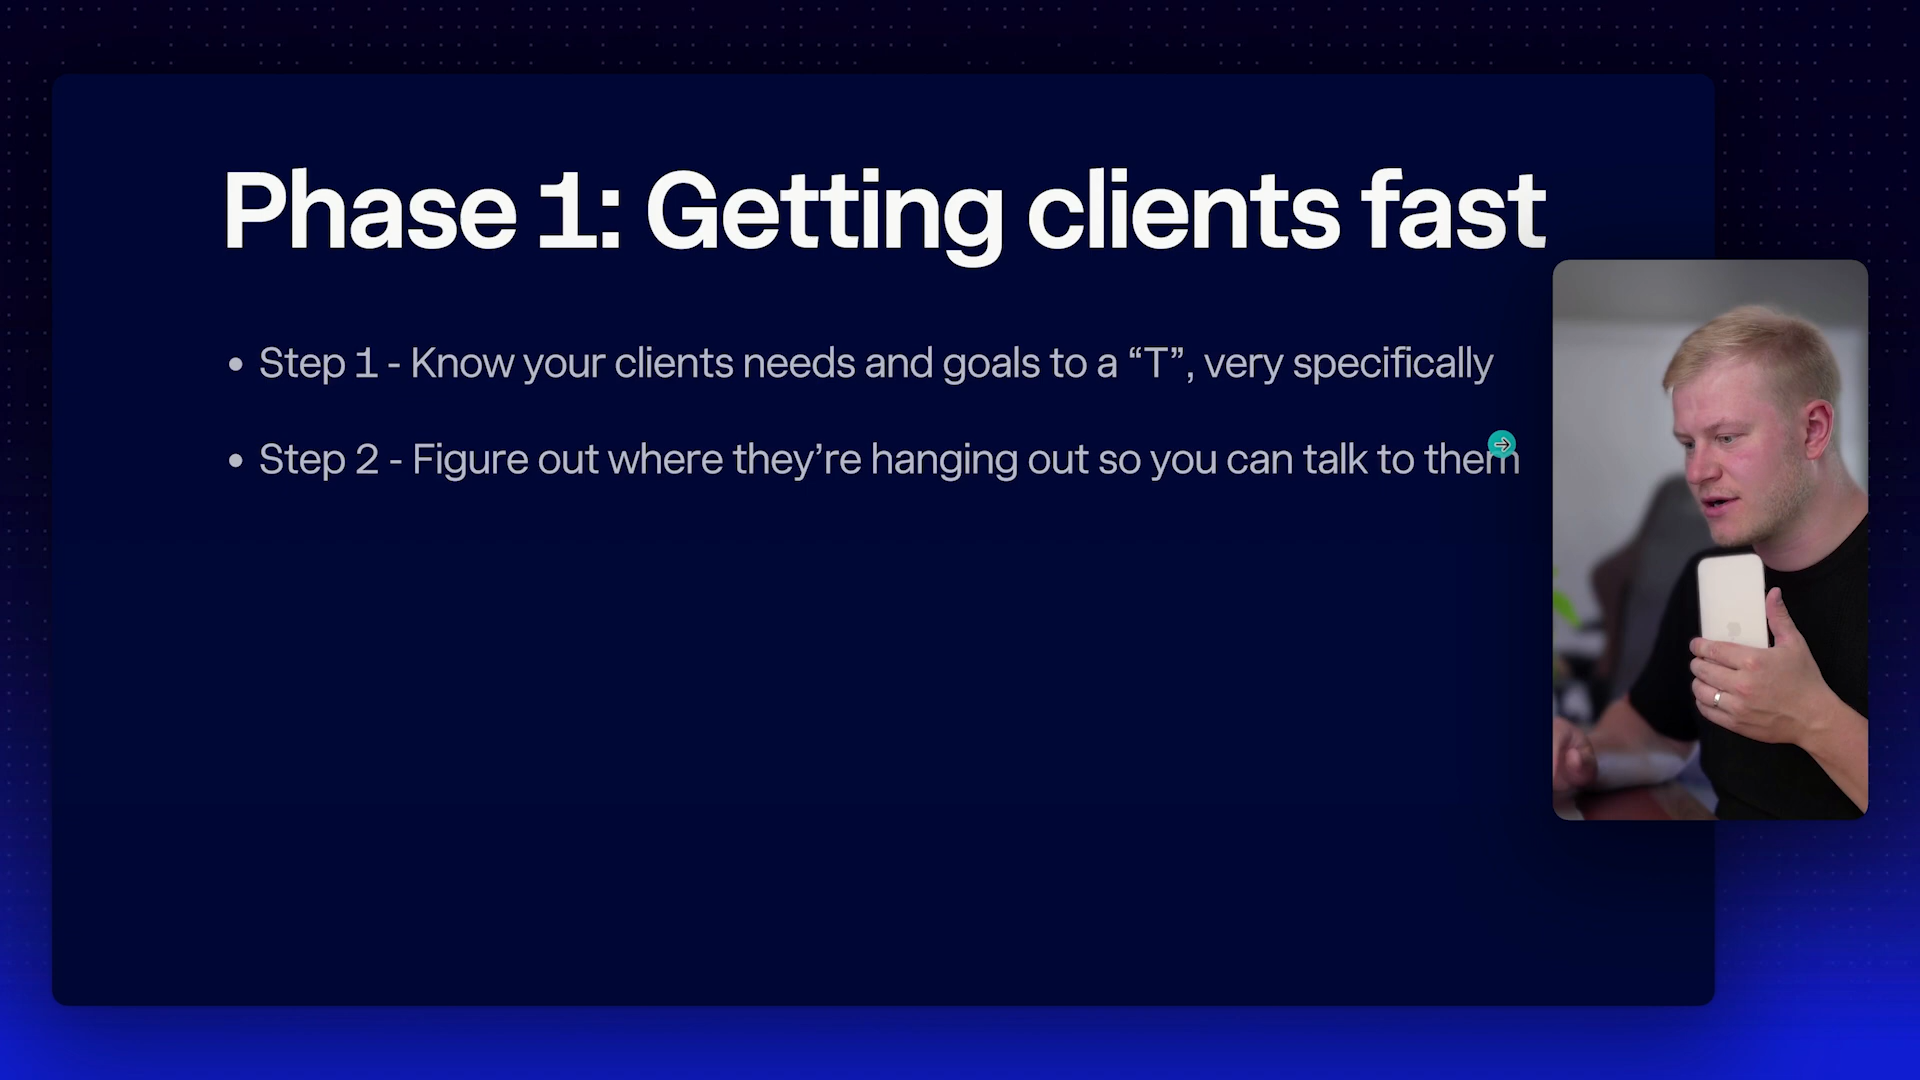 Phase 1: Getting clients fast
• Step 1 - Know your clients needs and goals to a “T”, very specifically
• Step 2 - Figure out where they’re hanging out so you can talk to them